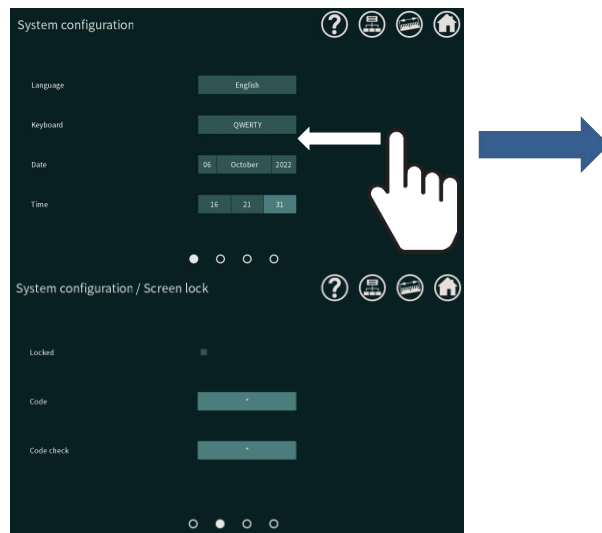 System configuration
?
Language English
Keyboard QWERTY
Date 06 October 2022
Time 16 21 31
System configuration / Screen lock
?
Locked
Code *
Code check *